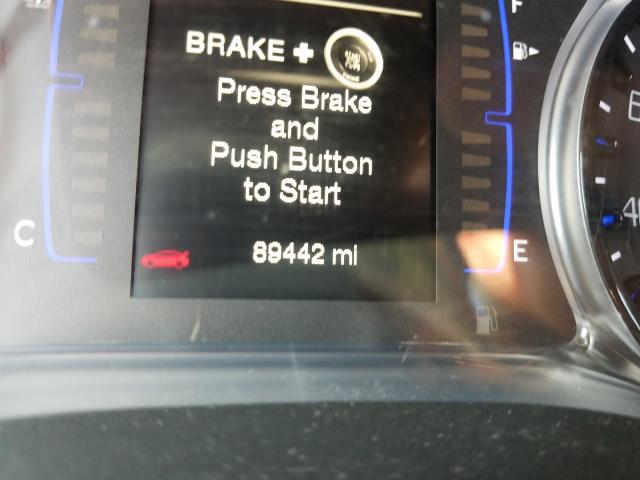 F
BRAKE +
Press Brake
and
Push Button
to Start
C
89442 mi
E